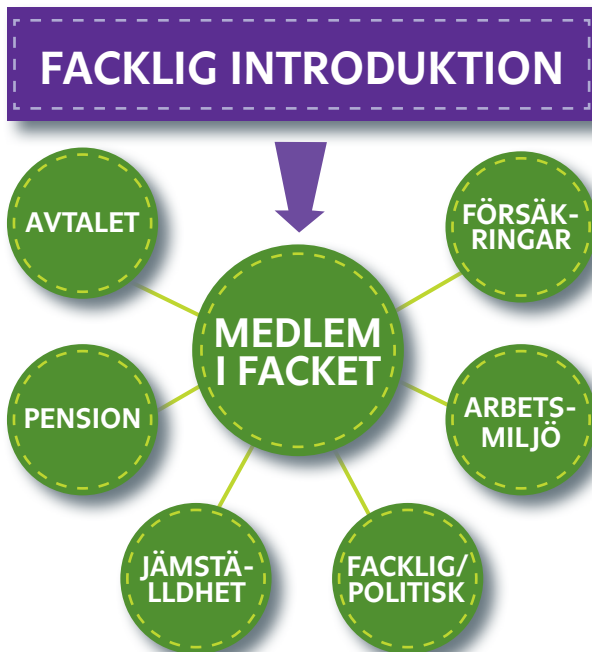 FACKLIG INTRODUKTION
AVTALET
FÖRSÄK-
RINGAR
MEDLEM
I FACKET
PENSION
ARBETS-
MILJÖ
JÄMSTÄ-
LLDHET
FACKLIG/
POLITISK